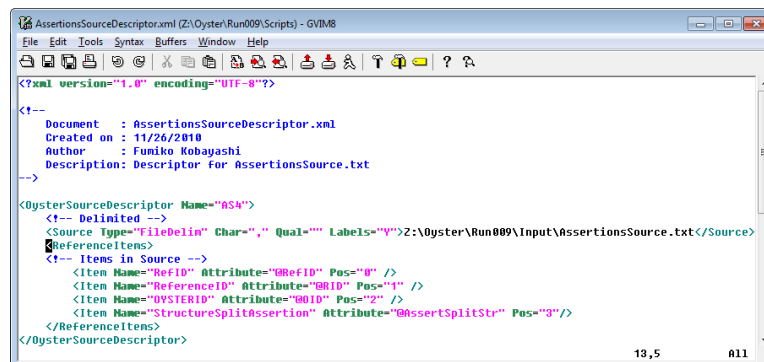 AssertionsSourceDescriptor.xml (Z:\Oyster\Run009\Scripts) - GVIM8
File Edit Tools Syntax Buffers Window Help
<?xml version="1.0" encoding="UTF-8"?>
<!--
Document : AssertionsSourceDescriptor.xml
Created on : 11/26/2010
Author : Fumiko Kobayashi
Description: Descriptor for AssertionsSource.txt
-->
<OysterSourceDescriptor Name="AS4">
<!-- Delimited -->
<Source Type="FileDelim" Char="," Qual="" Labels="Y">Z:\Oyster\Run009\Input\AssertionsSource.txt</Source>
<ReferenceItems>
<!-- Items in Source -->
<Item Name="RefID" Attribute="@RefID" Pos="0" />
<Item Name="ReferenceID" Attribute="@RID" Pos="1" />
<Item Name="OYSTERID" Attribute="@OID" Pos="2" />
<Item Name="StructureSplitAssertion" Attribute="@AssertSplitStr" Pos="3"/>
</ReferenceItems>
</OysterSourceDescriptor>
13,5 All